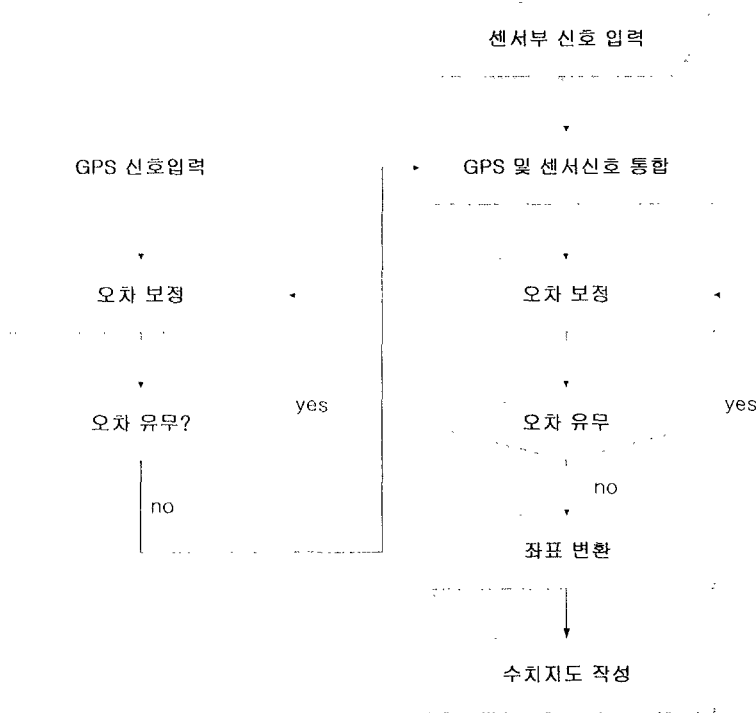 센서부 신호 입력
GPS 신호입력
GPS 및 센서신호 통합
오차 보정
오차 보정
오차 유무?
yes
오차 유무
yes
no
no
좌표 변환
수치지도 작성